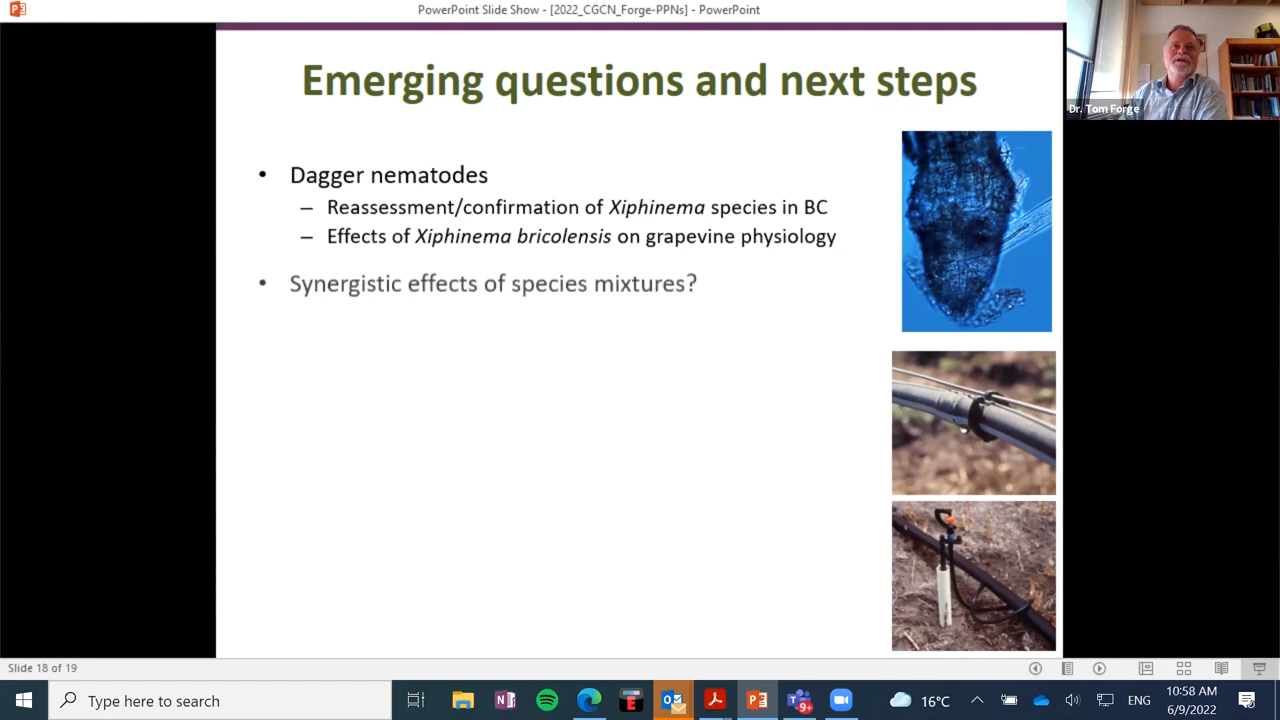 PowerPoint Slide Show - [2022_CGCN_Forge-PPNs] - PowerPoint
Dr. Tom Forge
Emerging questions and next steps
• Dagger nematodes
– Reassessment/confirmation of Xiphinema species in BC
– Effects of Xiphinema bricolensis on grapevine physiology
• Synergistic effects of species mixtures?
Slide 18 of 19
Type here to search
9+
16°C
ENG
10:58 AM
6/9/2022